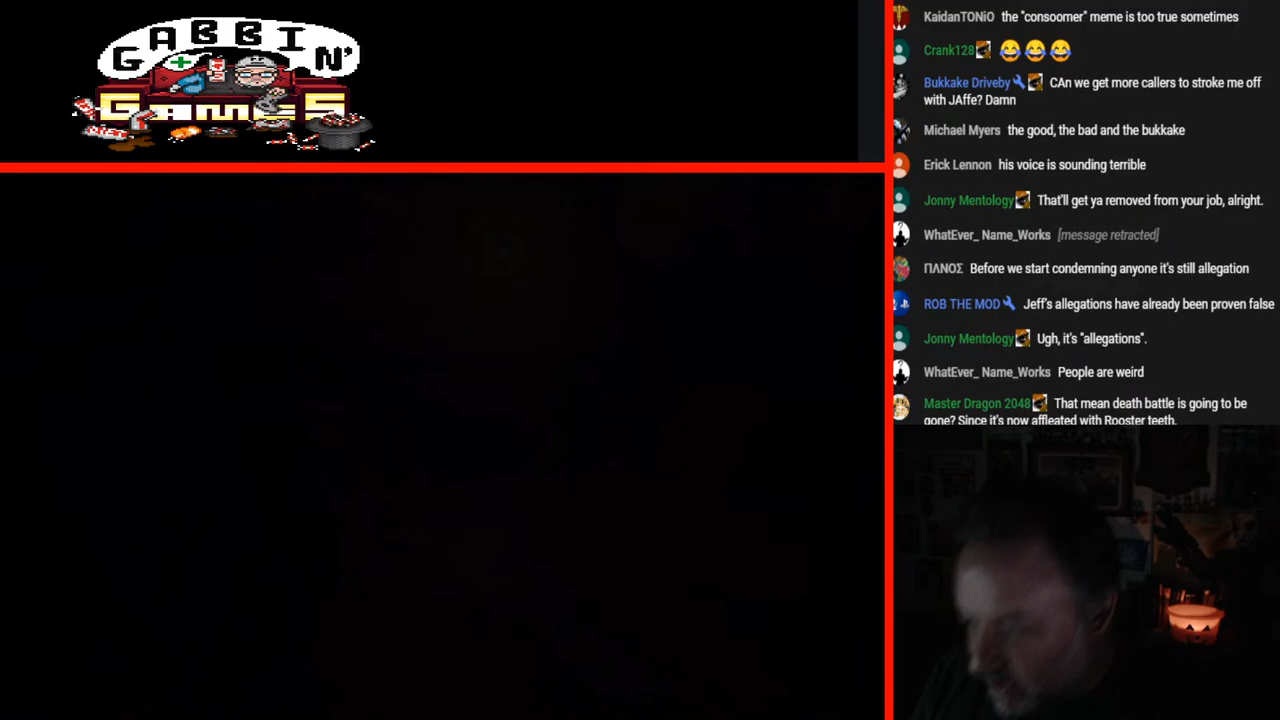 GABBIN'
GAMES
KaidanTONiO the "consoomer" meme is too true sometimes
Crank128 😂😂😂
Bukkake Driveby CAn we get more callers to stroke me off
with JAffe? Damn
Michael Myers the good, the bad and the bukkake
Erick Lennon his voice is sounding terrible
Jonny Mentology That'll get ya removed from your job, alright.
WhatEver_ Name_Works [message retracted]
ΠΛΝΟΣ Before we start condemning anyone it's still allegation
ROB THE MOD Jeff's allegations have already been proven false
Jonny Mentology Ugh, it's "allegations".
WhatEver_ Name_Works People are weird
Master Dragon 2048 That mean death battle is going to be
gone? Since it's now affleated with Rooster teeth.